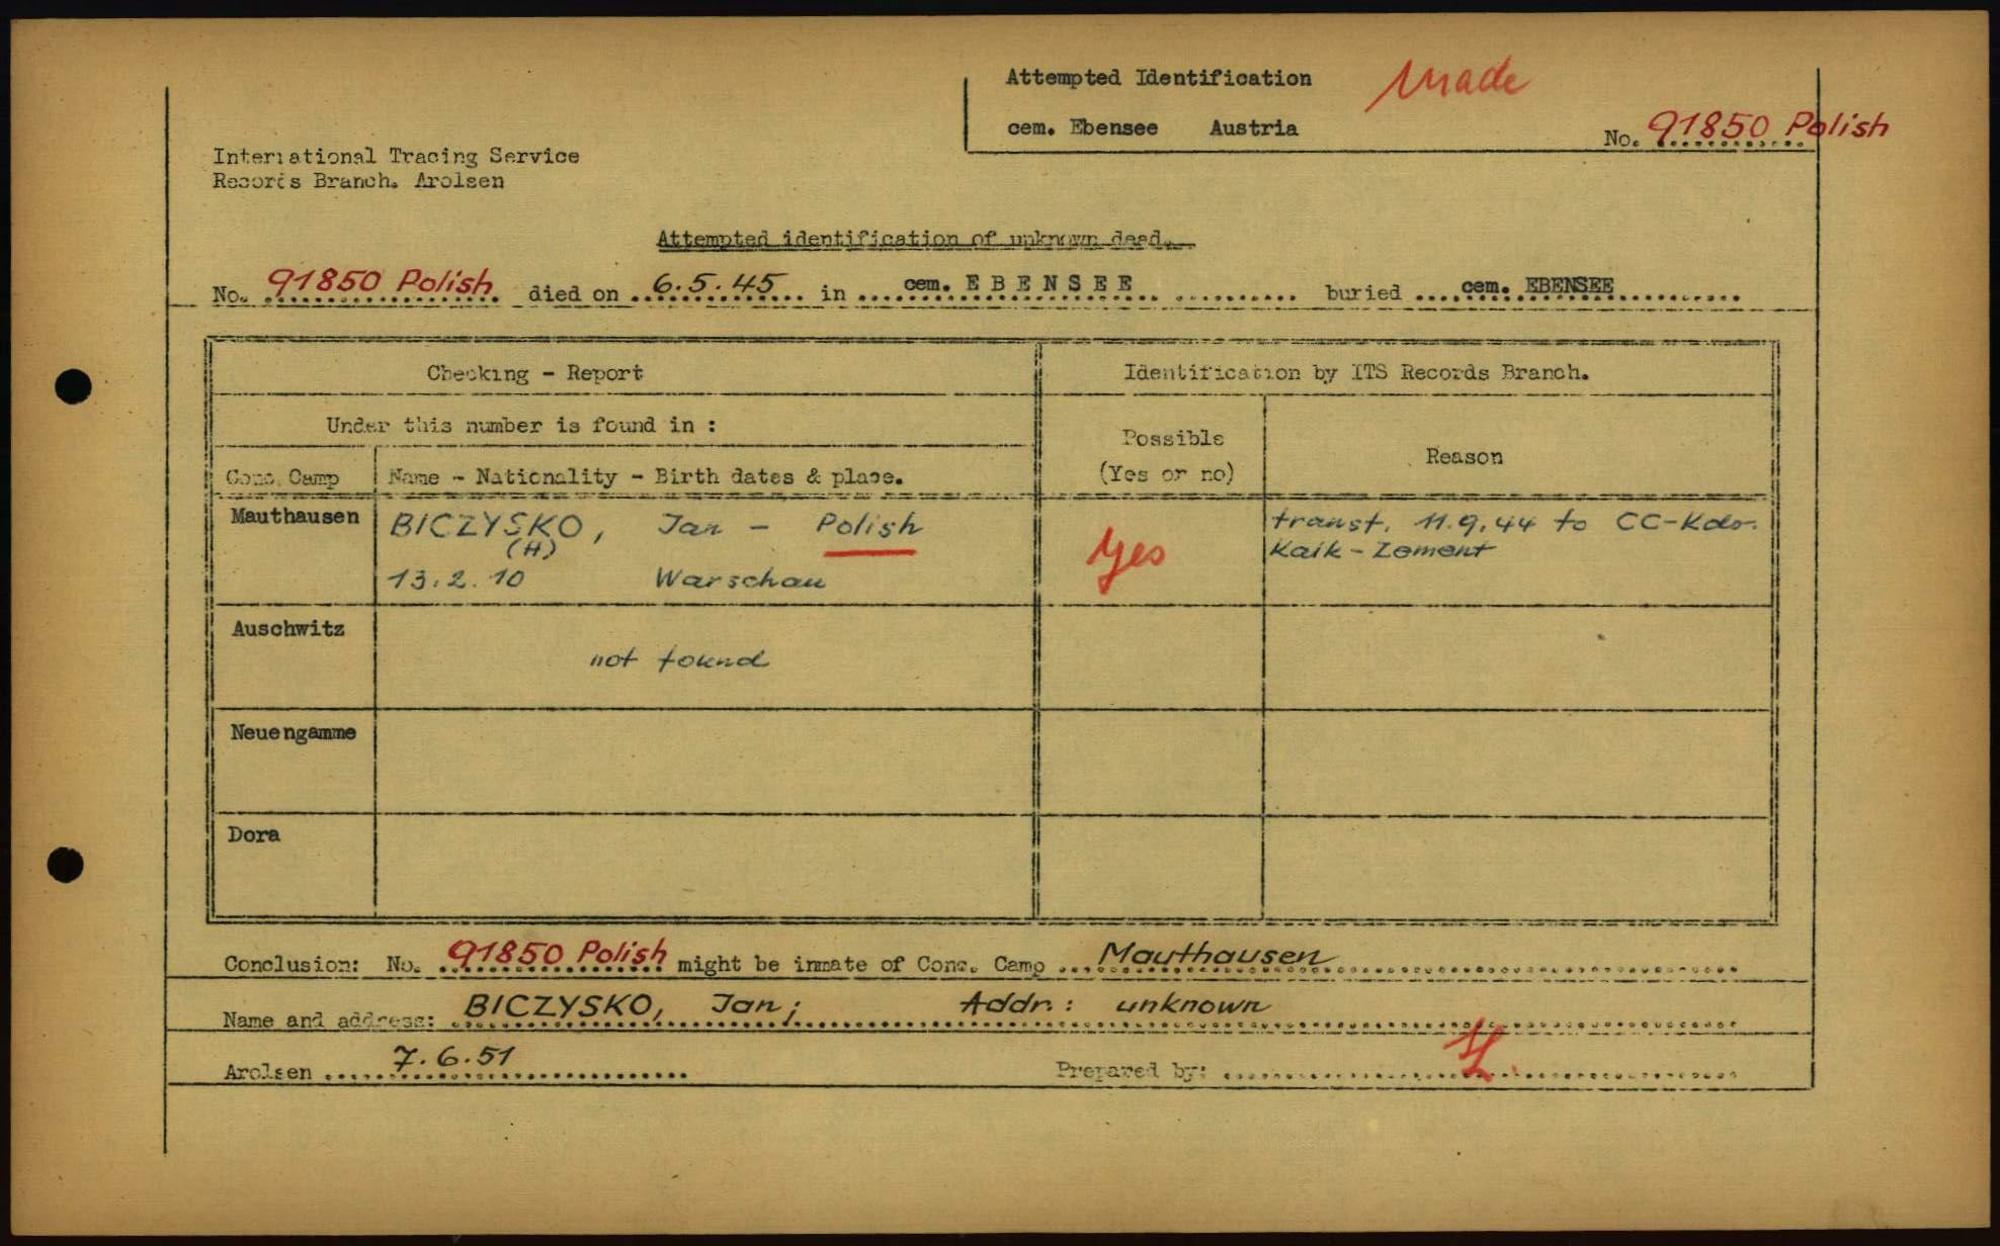 Attempted Identification Made
cem. Ebensee Austria
No. 91850 Polish
International Tracing Service
Records Branch. Arolsen
Attempted identification of unknown dead.
No. 91850 Polish died on 6.5.45 in cem. EBENSEE buried cem. EBENSEE
Checking - Report
Identification by ITS Records Branch.
Under this number is found in :
Possible
(Yes or no)
Reason
Conc. Camp Name - Nationality - Birth dates & place.
Mauthausen BICZYSKO, Jan - Polish
(H)
13.2.10 Warschau
Yes
transf. 11.9.44 to CC-Kdo.
Kalk-Zement
Auschwitz
not found
Neuengamme
Dora
Conclusion: No. 91850 Polish might be inmate of Conc. Camp Mauthausen
Name and address: BICZYSKO, Jan; Addr.: unknown
Arolsen 7.6.51 Prepared by: